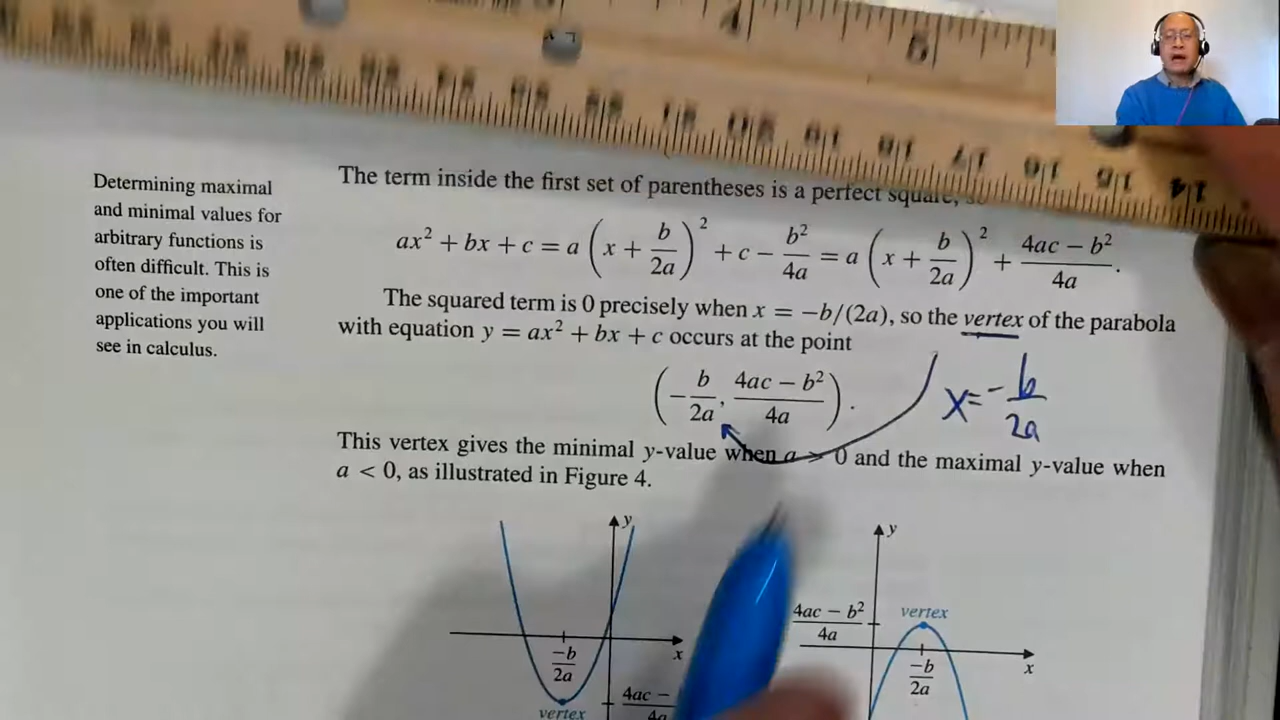 Determining maximal
and minimal values for
arbitrary functions is
often difficult. This is
one of the important
applications you will
see in calculus.
The term inside the first set of parentheses is a perfect square,
ax² + bx + c = a(x + b/2a)² + c − b²/4a = a(x + b/2a)² + (4ac − b²)/4a.
The squared term is 0 precisely when x = −b/(2a), so the vertex of the parabola
with equation y = ax² + bx + c occurs at the point
(−b/2a, (4ac − b²)/4a).
x = −b/2a
This vertex gives the minimal y-value when a > 0 and the maximal y-value when
a < 0, as illustrated in Figure 4.
y
x
−b/2a
4ac −
4a
vertex
y
(4ac − b²)/4a
vertex
x
−b/2a